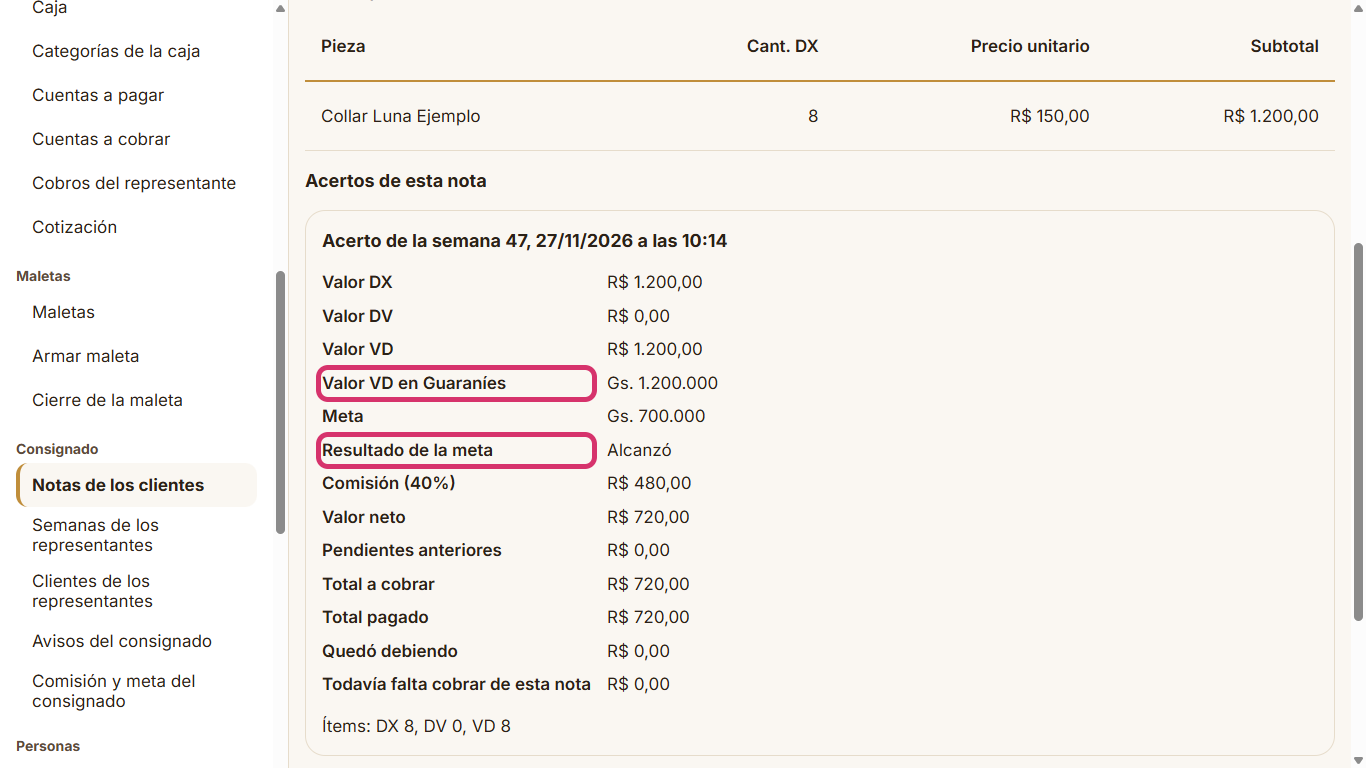 Caja
Categorías de la caja
Cuentas a pagar
Cuentas a cobrar
Cobros del representante
Cotización
Maletas
Maletas
Armar maleta
Cierre de la maleta
Consignado
Notas de los clientes
Semanas de los
representantes
Clientes de los
representantes
Avisos del consignado
Comisión y meta del
consignado
Personas
Pieza Cant. DX Precio unitario Subtotal
Collar Luna Ejemplo 8 R$ 150,00 R$ 1.200,00
Acertos de esta nota
Acerto de la semana 47, 27/11/2026 a las 10:14
Valor DX R$ 1.200,00
Valor DV R$ 0,00
Valor VD R$ 1.200,00
Valor VD en Guaraníes Gs. 1.200.000
Meta Gs. 700.000
Resultado de la meta Alcanzó
Comisión (40%) R$ 480,00
Valor neto R$ 720,00
Pendientes anteriores R$ 0,00
Total a cobrar R$ 720,00
Total pagado R$ 720,00
Quedó debiendo R$ 0,00
Todavía falta cobrar de esta nota R$ 0,00
Ítems: DX 8, DV 0, VD 8